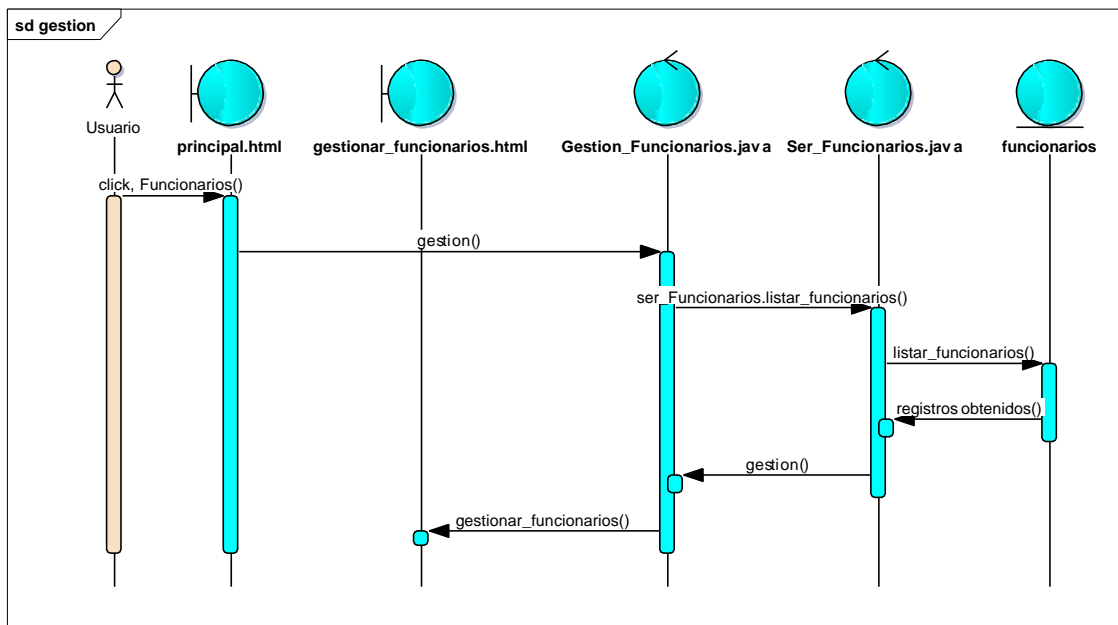 sd gestion
Usuario
principal.html
gestionar_funcionarios.html
Gestion_Funcionarios.java
Ser_Funcionarios.java
funcionarios
click, Funcionarios()
gestion()
ser_Funcionarios.listar_funcionarios()
listar_funcionarios()
registros obtenidos()
gestion()
gestionar_funcionarios()